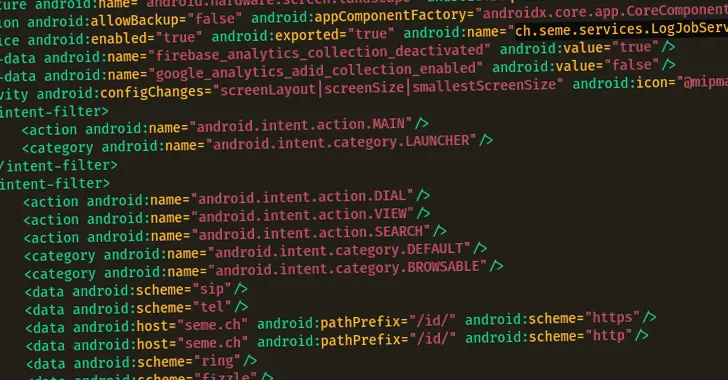 android:name="android.hardware.screen.landscape"
ion android:allowBackup="false" android:appComponentFactory="androidx.core.app.CoreComponent
ice android:enabled="true" android:exported="true" android:name="ch.seme.services.LogJobServ
-data android:name="firebase_analytics_collection_deactivated" android:value="true"/>
-data android:name="google_analytics_adid_collection_enabled" android:value="false"/>
vity android:configChanges="screenLayout|screenSize|smallestScreenSize" android:icon="@mipma
intent-filter>
<action android:name="android.intent.action.MAIN"/>
<category android:name="android.intent.category.LAUNCHER"/>
/intent-filter>
intent-filter>
<action android:name="android.intent.action.DIAL"/>
<action android:name="android.intent.action.VIEW"/>
<action android:name="android.intent.action.SEARCH"/>
<category android:name="android.intent.category.DEFAULT"/>
<category android:name="android.intent.category.BROWSABLE"/>
<data android:scheme="sip"/>
<data android:scheme="tel"/>
<data android:host="seme.ch" android:pathPrefix="/id/" android:scheme="https"/>
<data android:host="seme.ch" android:pathPrefix="/id/" android:scheme="http"/>
<data android:scheme="ring"/>
<data android:scheme="fizzle"/>